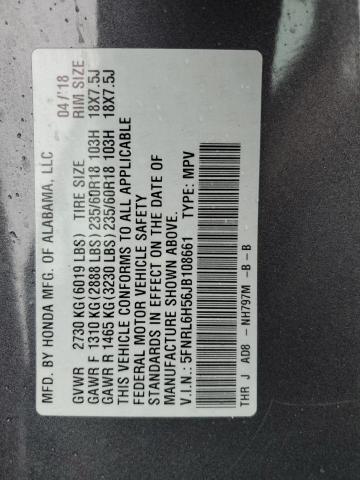 MFD. BY HONDA MFG. OF ALABAMA, LLC 04/'18
GVWR 2730 KG(6019 LBS) TIRE SIZE RIM SIZE
GAWR F 1310 KG(2888 LBS) 235/60R18 103H 18X7.5J
GAWR R 1465 KG(3230 LBS) 235/60R18 103H 18X7.5J
THIS VEHICLE CONFORMS TO ALL APPLICABLE
FEDERAL MOTOR VEHICLE SAFETY
STANDARDS IN EFFECT ON THE DATE OF
MANUFACTURE SHOWN ABOVE.
V.I.N.: 5FNRL6H56JB108661 TYPE: MPV
THR J AD8 - NH797M -B-B